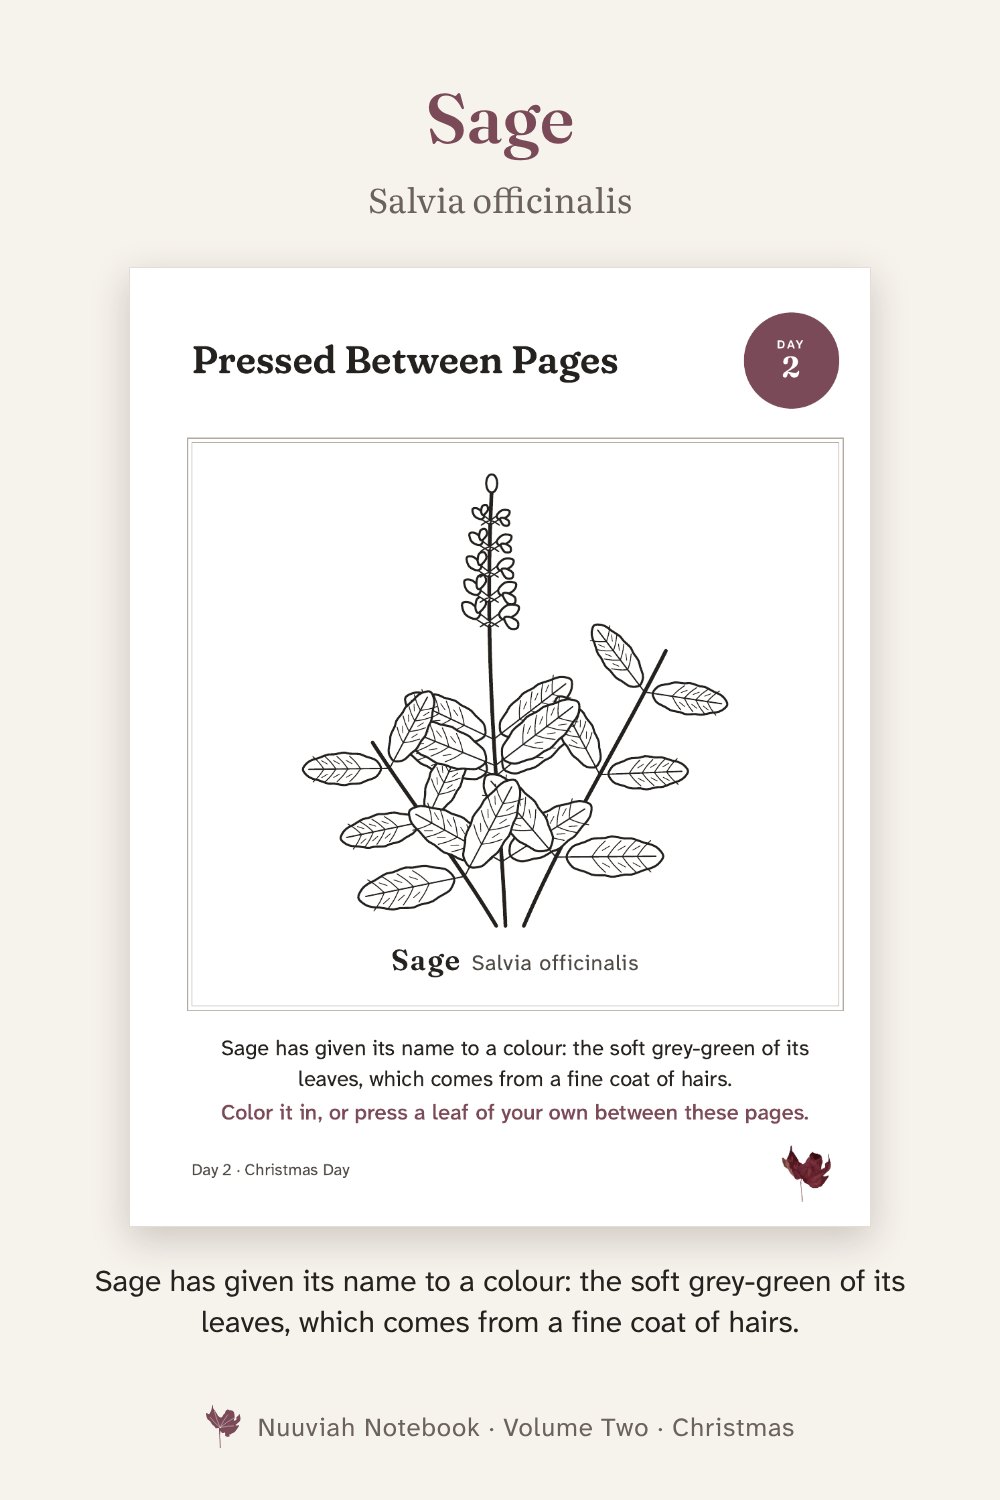 Sage
Salvia officinalis
Pressed Between Pages
DAY
2
Sage Salvia officinalis
Sage has given its name to a colour: the soft grey-green of its
leaves, which comes from a fine coat of hairs.
Color it in, or press a leaf of your own between these pages.
Day 2 · Christmas Day
Sage has given its name to a colour: the soft grey-green of its
leaves, which comes from a fine coat of hairs.
Nuuviah Notebook · Volume Two · Christmas